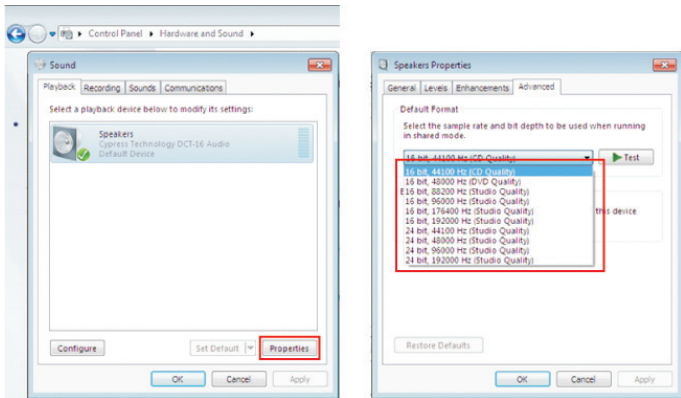 Control Panel ▸ Hardware and Sound ▸
Sound
Playback Recording Sounds Communications
Select a playback device below to modify its settings:
Speakers
Cypress Technology DCT-16 Audio
Default Device
Configure Set Default Properties
OK Cancel Apply
Speakers Properties
General Levels Enhancements Advanced
Default Format
Select the sample rate and bit depth to be used when running
in shared mode.
16 bit, 44100 Hz (CD Quality) Test
16 bit, 44100 Hz (CD Quality)
16 bit, 48000 Hz (DVD Quality)
E 16 bit, 88200 Hz (Studio Quality)
16 bit, 96000 Hz (Studio Quality)
16 bit, 176400 Hz (Studio Quality) this device
16 bit, 192000 Hz (Studio Quality)
24 bit, 44100 Hz (Studio Quality)
24 bit, 48000 Hz (Studio Quality)
24 bit, 96000 Hz (Studio Quality)
24 bit, 192000 Hz (Studio Quality)
Restore Defaults
OK Cancel Apply